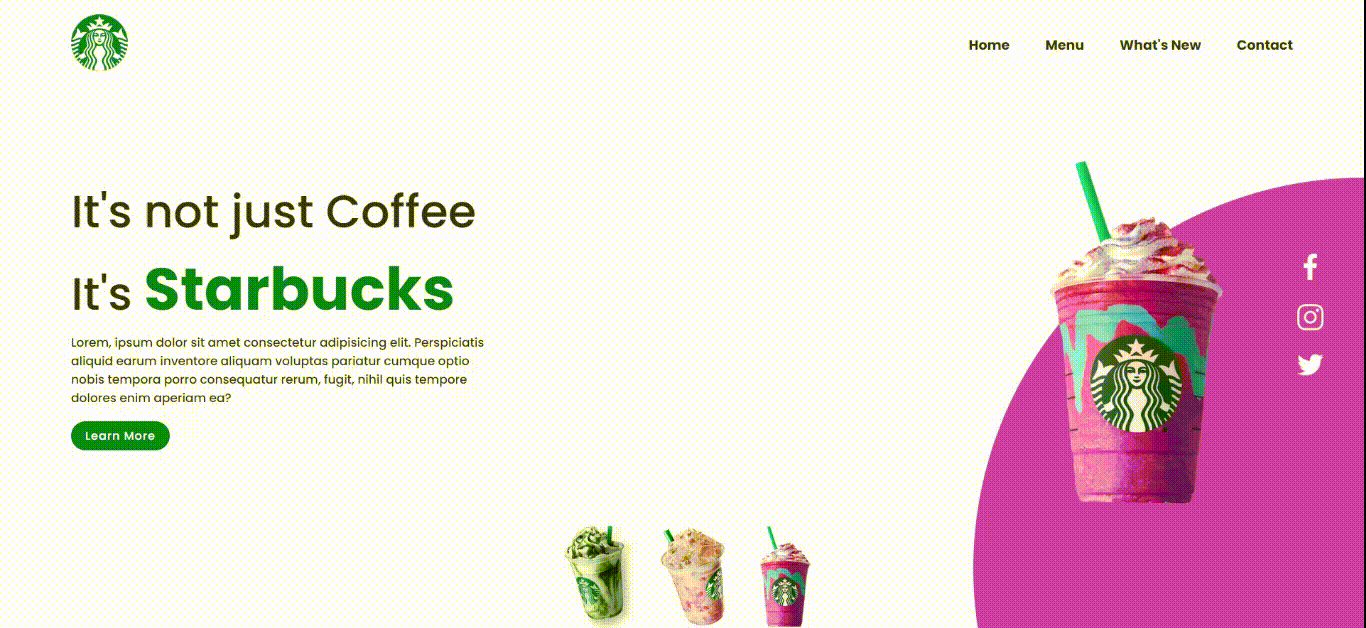 Home Menu What's New Contact
It's not just Coffee
It's Starbucks
Lorem, ipsum dolor sit amet consectetur adipisicing elit. Perspiciatis
aliquid earum inventore aliquam voluptas pariatur cumque optio
nobis tempora porro consequatur rerum, fugit, nihil quis tempore
dolores enim aperiam ea?
Learn More